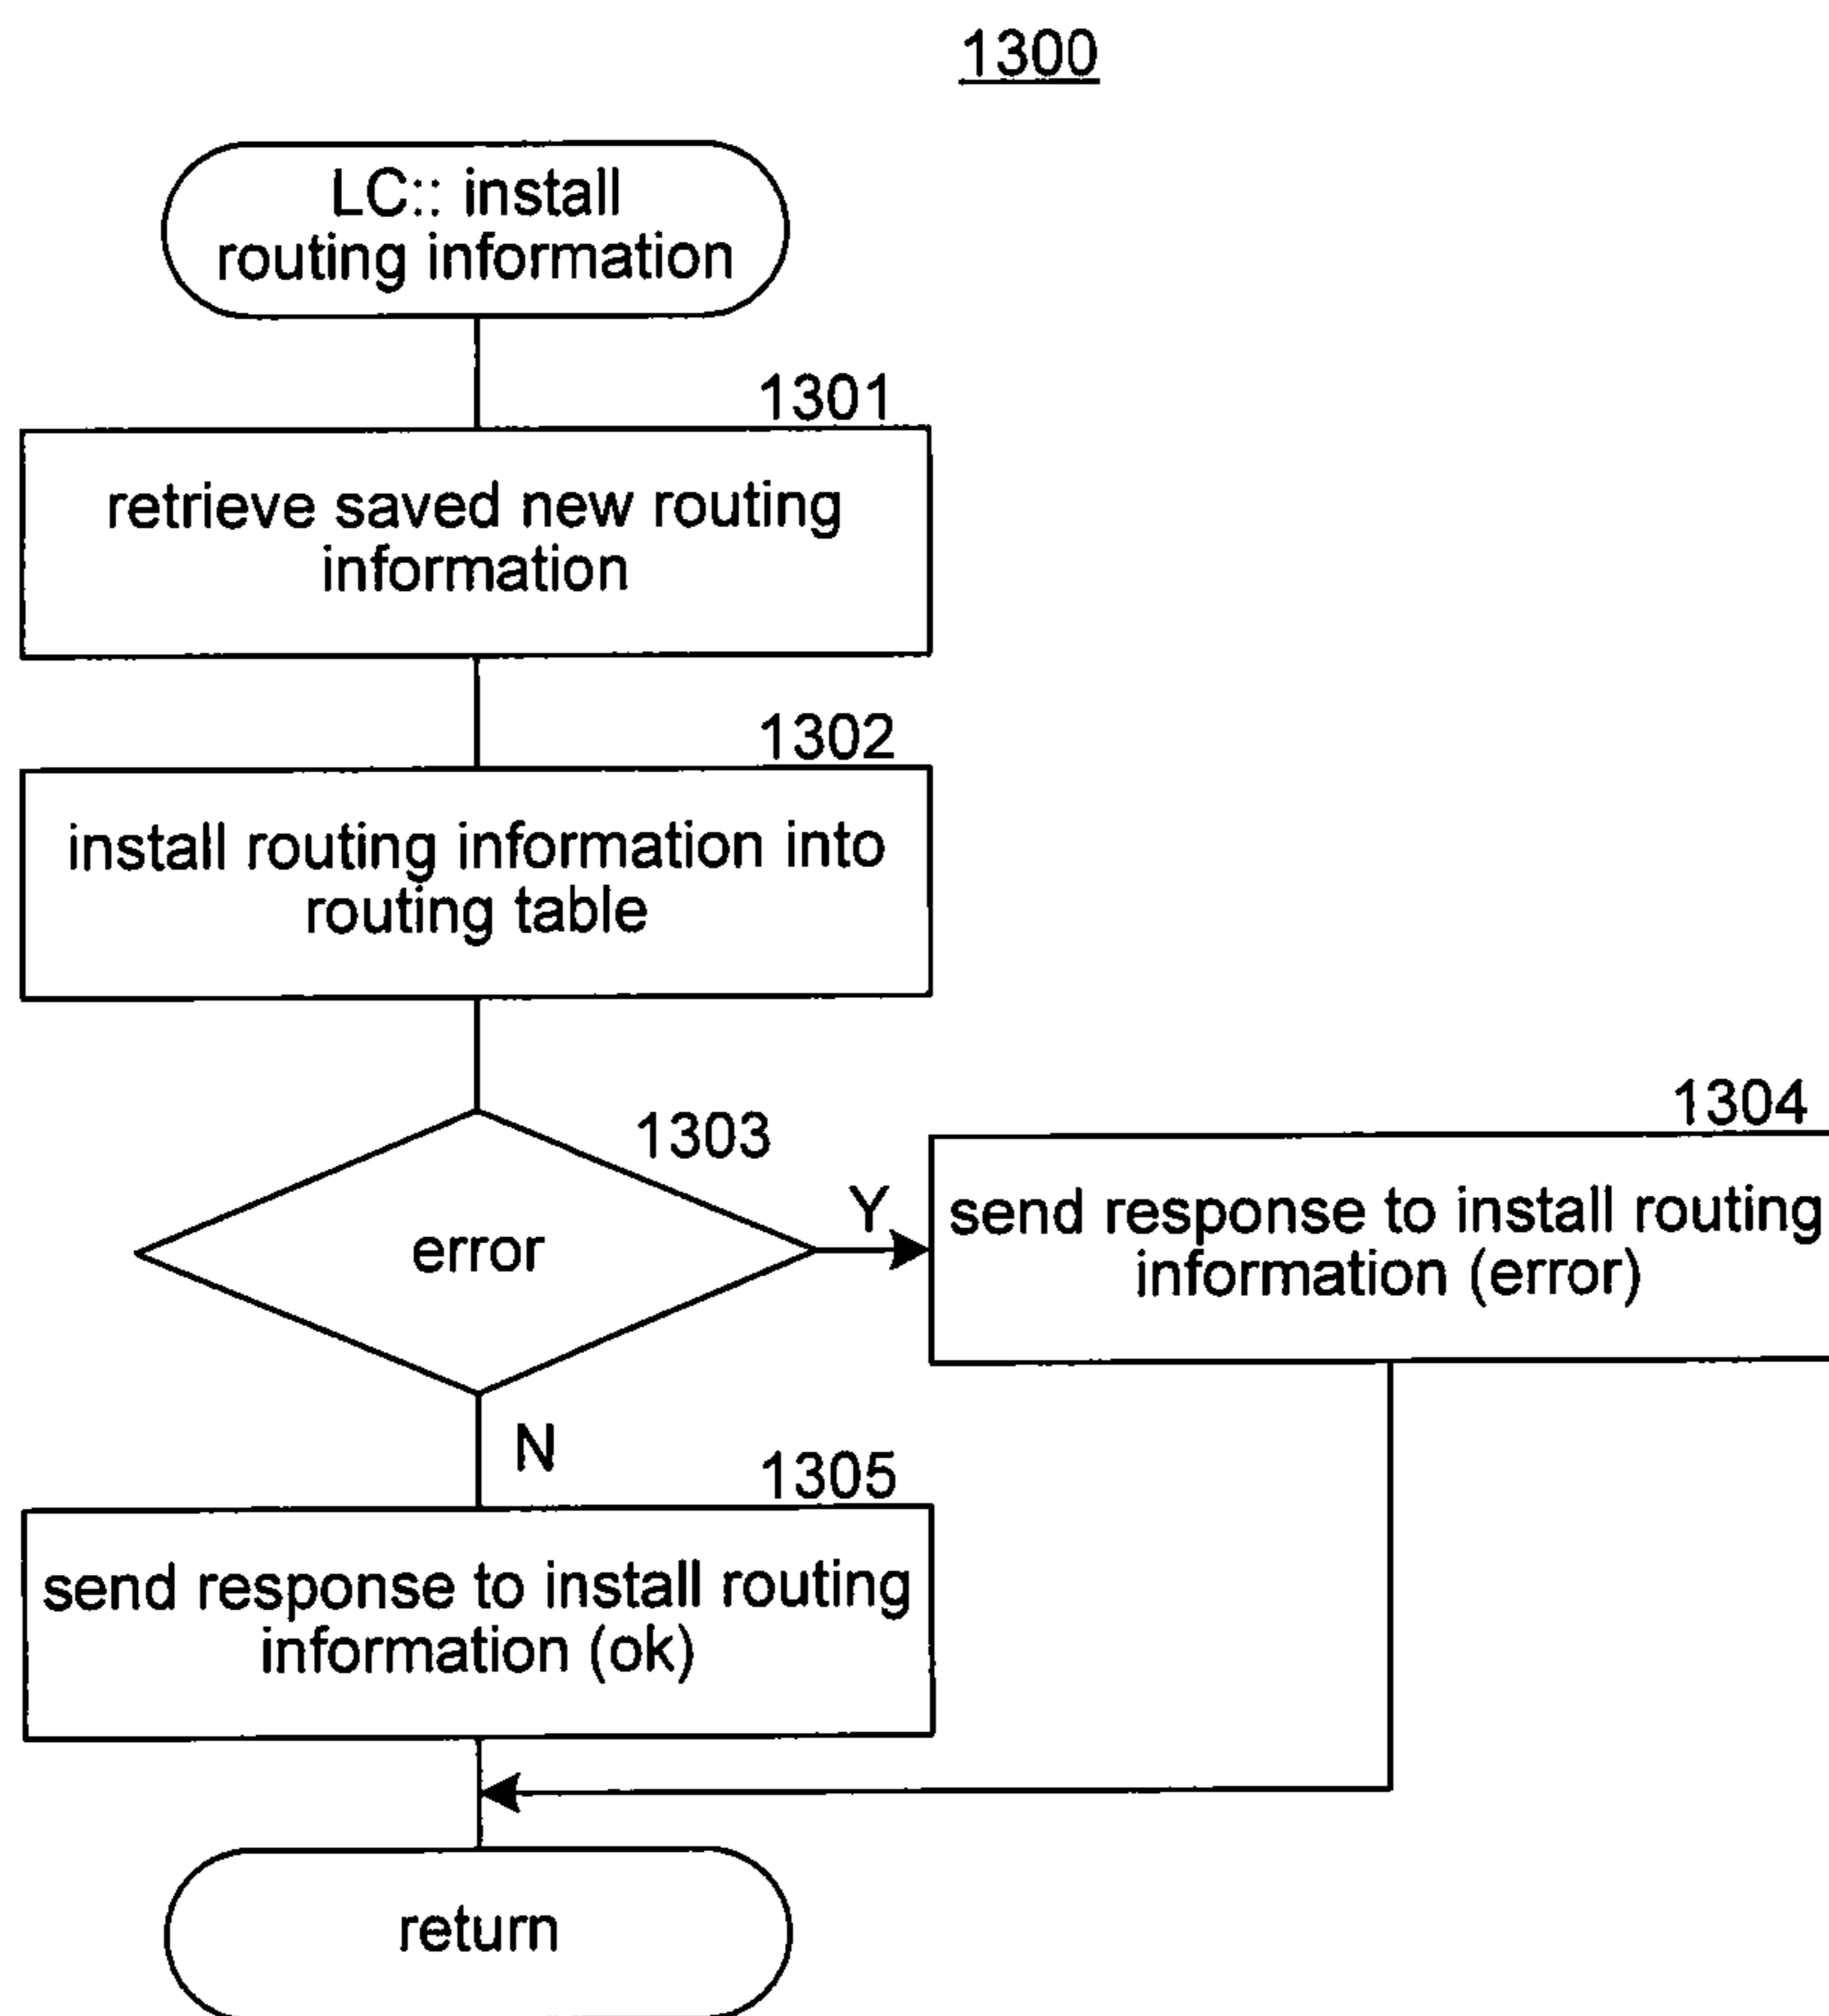 1300
LC:: install
routing information
1301
retrieve saved new routing
information
1302
install routing information into
routing table
1303
error
Y
1304
send response to install routing
information (error)
N
1305
send response to install routing
information (ok)
return